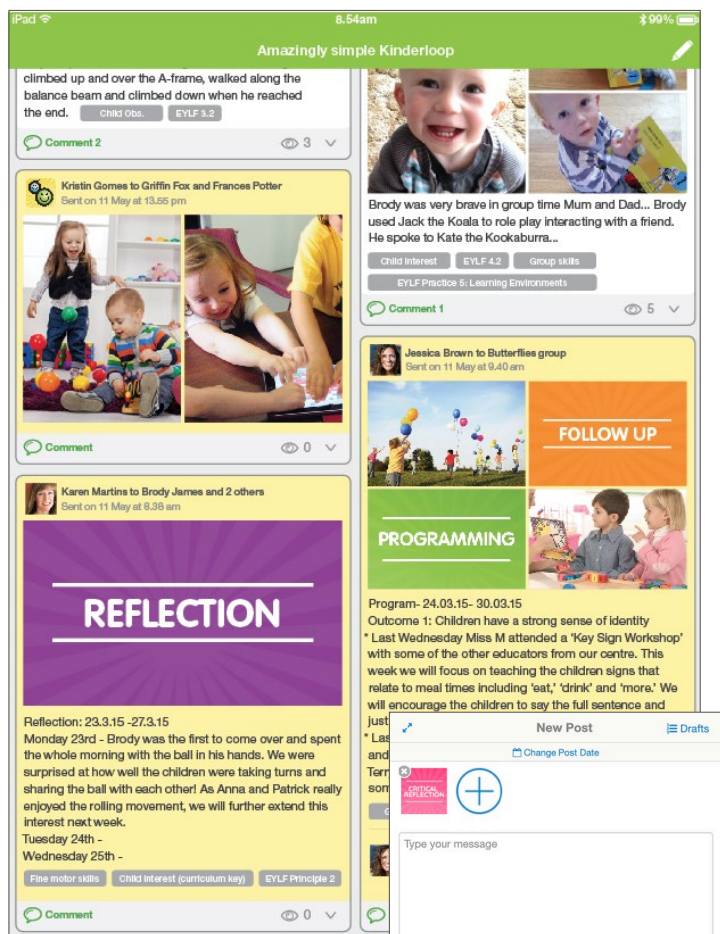 iPad
8.54am
99%
Amazingly simple Kinderloop
climbed up and over the A-frame, walked along the
balance beam and climbed down when he reached
the end. Child Obs. EYLF 3.2
Comment 2
3
Kristin Gomes to Griffin Fox and Frances Potter
Sent on 11 May at 13.55 pm
Comment
0
Karen Martins to Brody James and 2 others
Sent on 11 May at 8.38 am
REFLECTION
Reflection: 23.3.15 -27.3.15
Monday 23rd - Brody was the first to come over and spent
the whole morning with the ball in his hands. We were
surprised at how well the children were taking turns and
sharing the ball with each other! As Anna and Patrick really
enjoyed the rolling movement, we will further extend this
interest next week.
Tuesday 24th -
Wednesday 25th -
Fine motor skills Child Interest (curriculum key) EYLF Principle 2
Comment
0
Brody was very brave in group time Mum and Dad... Brody
used Jack the Koala to role play interacting with a friend.
He spoke to Kate the Kookaburra...
Child Interest EYLF 4.2 Group skills
EYLF Practice 5: Learning Environments
Comment 1
5
Jessica Brown to Butterflies group
Sent on 11 May at 9.40 am
FOLLOW UP
PROGRAMMING
Program- 24.03.15- 30.03.15
Outcome 1: Children have a strong sense of identity
* Last Wednesday Miss M attended a 'Key Sign Workshop'
with some of the other educators from our centre. This
week we will focus on teaching the children signs that
relate to meal times including 'eat,' 'drink' and 'more.' We
will encourage the children to say the full sentence and
just
* Las
and
Terr
som
New Post
Drafts
Change Post Date
CRITICAL
REFLECTION
Type your message